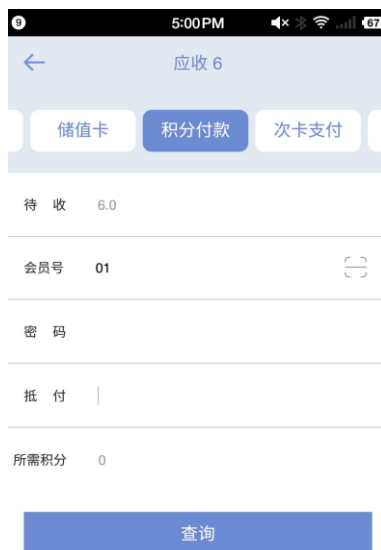 9 5:00PM 67
应收 6
储值卡 积分付款 次卡支付
待 收 6.0
会员号 01
密 码
抵 付
所需积分 0
查询